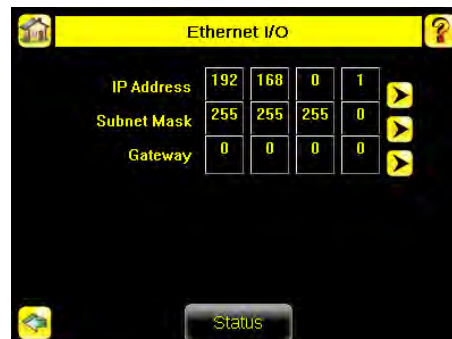 Ethernet I/O
?
IP Address 192 168 0 1
Subnet Mask 255 255 255 0
Gateway 0 0 0 0
Status